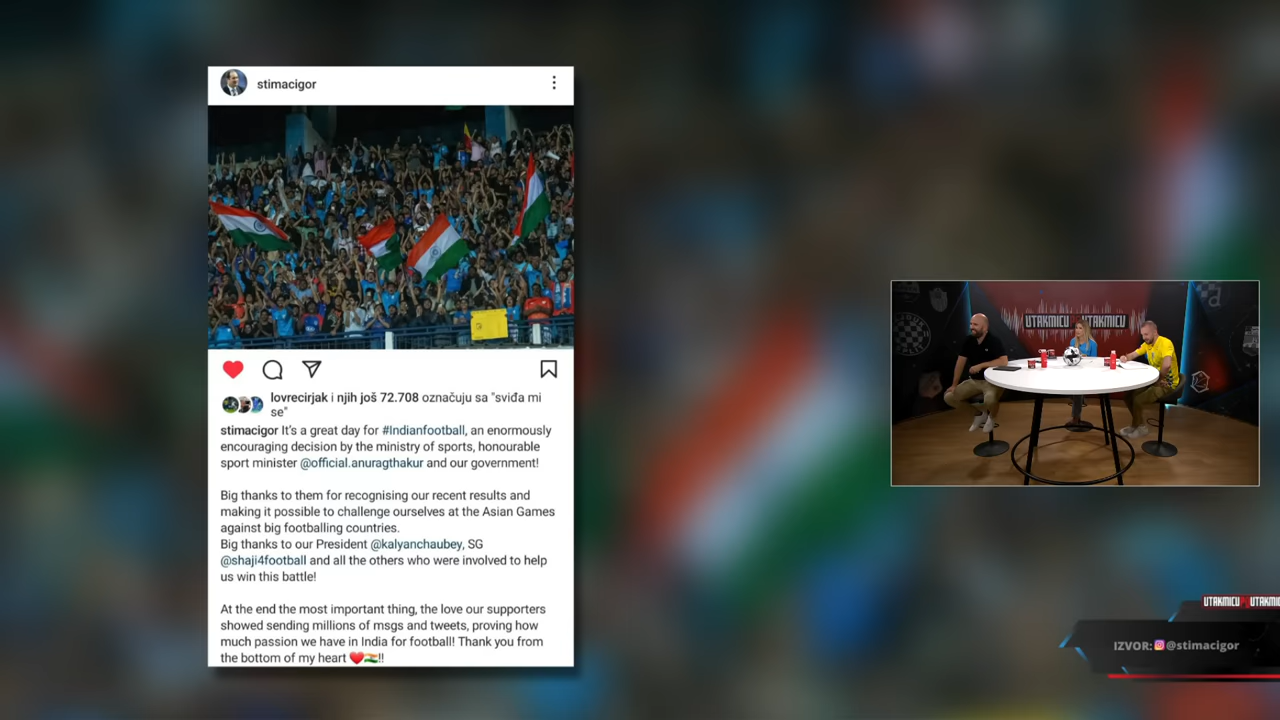 stimacigor
lovrecirjak i njih još 72.708 označuju sa "sviđa mi
se"
stimacigor It's a great day for #Indianfootball, an enormously
encouraging decision by the ministry of sports, honourable
sport minister @official.anuragthakur and our government!
Big thanks to them for recognising our recent results and
making it possible to challenge ourselves at the Asian Games
against big footballing countries.
Big thanks to our President @kalyanchaubey, SG
@shaji4football and all the others who were involved to help
us win this battle!
At the end the most important thing, the love our supporters
showed sending millions of msgs and tweets, proving how
much passion we have in India for football! Thank you from
the bottom of my heart ❤️🇮🇳!!
UTAKMICU UTAKMICU
UTAKMICU UTAKMICU
IZVOR: @stimacigor